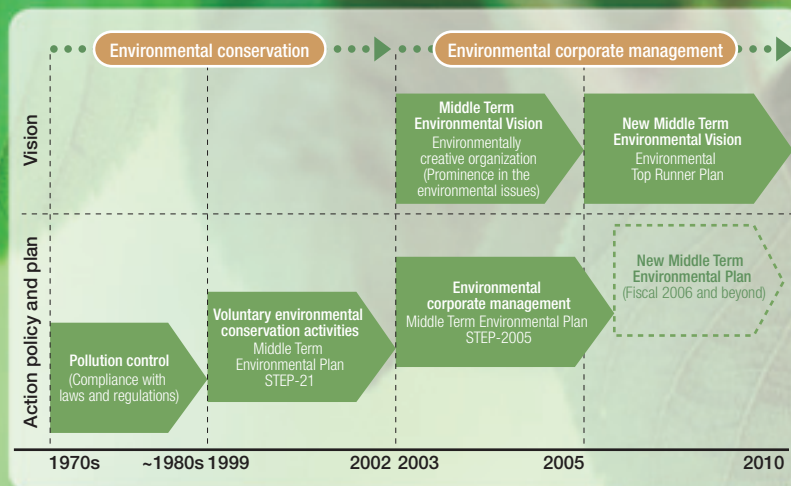 Environmental conservation
Environmental corporate management
Vision
Middle Term
Environmental Vision
Environmentally
creative organization
(Prominence in the
environmental issues)
New Middle Term
Environmental Vision
Environmental
Top Runner Plan
Action policy and plan
Pollution control
(Compliance with
laws and regulations)
Voluntary environmental
conservation activities
Middle Term
Environmental Plan
STEP-21
Environmental
corporate management
Middle Term Environmental Plan
STEP-2005
New Middle Term
Environmental Plan
(Fiscal 2006 and beyond)
1970s ~1980s 1999 2002 2003 2005 2010